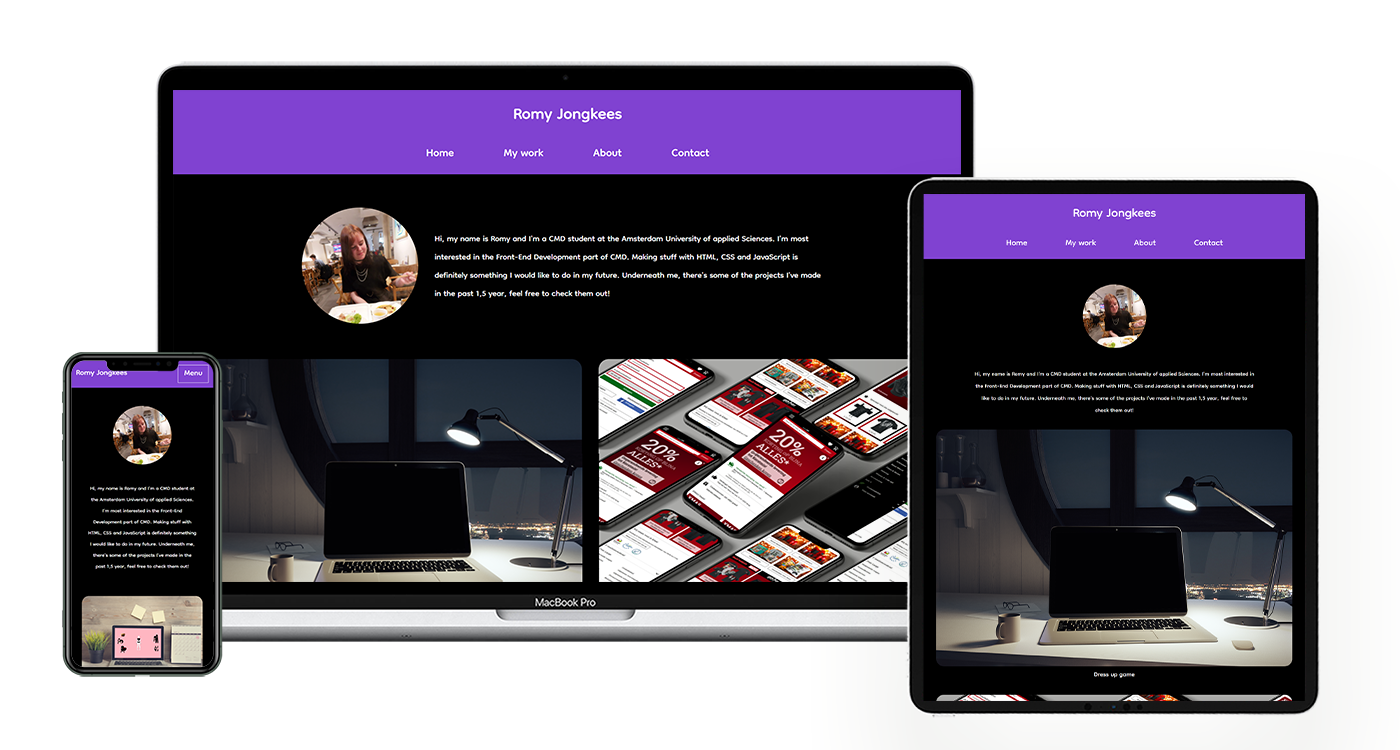 Romy Jongkees
Home My work About Contact
Hi, my name is Romy and I'm a CMD student at the Amsterdam University of applied Sciences. I'm most
interested in the Front-End Development part of CMD. Making stuff with HTML, CSS and JavaScript is
definitely something I would like to do in my future. Underneath me, there's some of the projects I've made
in the past 1,5 year, feel free to check them out!
20%
ALLES*
20%
ALLES*
MacBook Pro
Romy Jongkees
Home My work About Contact
Hi, my name is Romy and I'm a CMD student at the Amsterdam University of applied Sciences. I'm most interested in
the Front-End Development part of CMD. Making stuff with HTML, CSS and JavaScript is definitely something I would
like to do in my future. Underneath me, there's some of the projects I've made in the past 1,5 year, feel free to
check them out!
Dress up game
Romy Jongkees Menu
Hi, my name is Romy and I'm a CMD student at
the Amsterdam University of applied Sciences.
I'm most interested in the Front-End
Development part of CMD. Making stuff with
HTML, CSS and JavaScript is definitely something
I would like to do in my future. Underneath me,
there's some of the projects I've made in the
past 1,5 year, feel free to check them out!